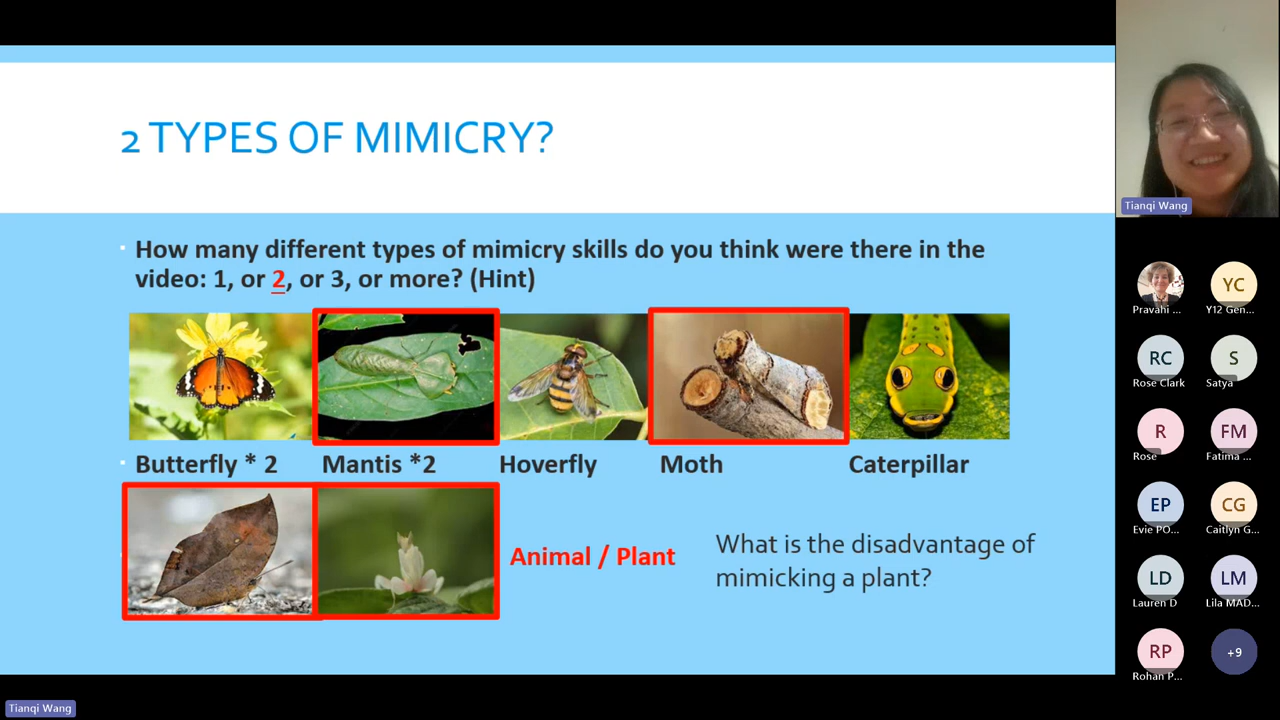 2 TYPES OF MIMICRY?
How many different types of mimicry skills do you think were there in the
video: 1, or 2, or 3, or more? (Hint)
Butterfly * 2
Mantis *2
Hoverfly
Moth
Caterpillar
Animal / Plant
What is the disadvantage of
mimicking a plant?
Tianqi Wang
Pravahi ...
YC
Y12 Gen...
RC
Rose Clark
S
Satya
R
Rose
FM
Fatima ...
EP
Evie PO...
CG
Caitlyn G...
LD
Lauren D
LM
Lila MAD...
RP
Rohan P...
+9
Tianqi Wang